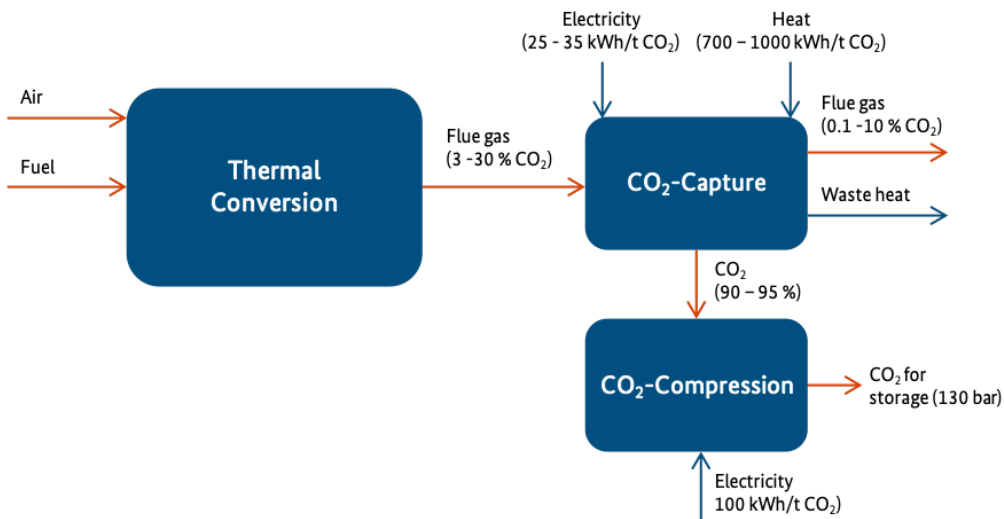 Electricity
(25 - 35 kWh/t CO₂)
Heat
(700 – 1000 kWh/t CO₂)
Air
Fuel
Thermal
Conversion
Flue gas
(3 -30 % CO₂)
CO₂-Capture
Flue gas
(0.1 -10 % CO₂)
Waste heat
CO₂
(90 – 95 %)
CO₂-Compression
CO₂ for
storage (130 bar)
Electricity
100 kWh/t CO₂)